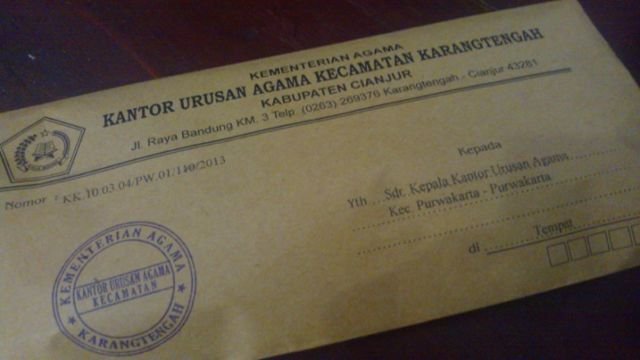 KEMENTERIAN AGAMA
KANTOR URUSAN AGAMA KECAMATAN KARANGTENGAH
KABUPATEN CIANJUR
Jl. Raya Bandung KM. 3 Telp. (0263) 269376 Karangtengah - Cianjur 43281
Nomor : KK.10.03.04/PW.01/110/2013
Kepada
Yth ...Sdr. Kepala Kantor Urusan Agama
Kec. Purwakarta - Purwakarta
di Tempat
KEMENTERIAN AGAMA
KANTOR URUSAN AGAMA
KECAMATAN
KARANGTENGAH